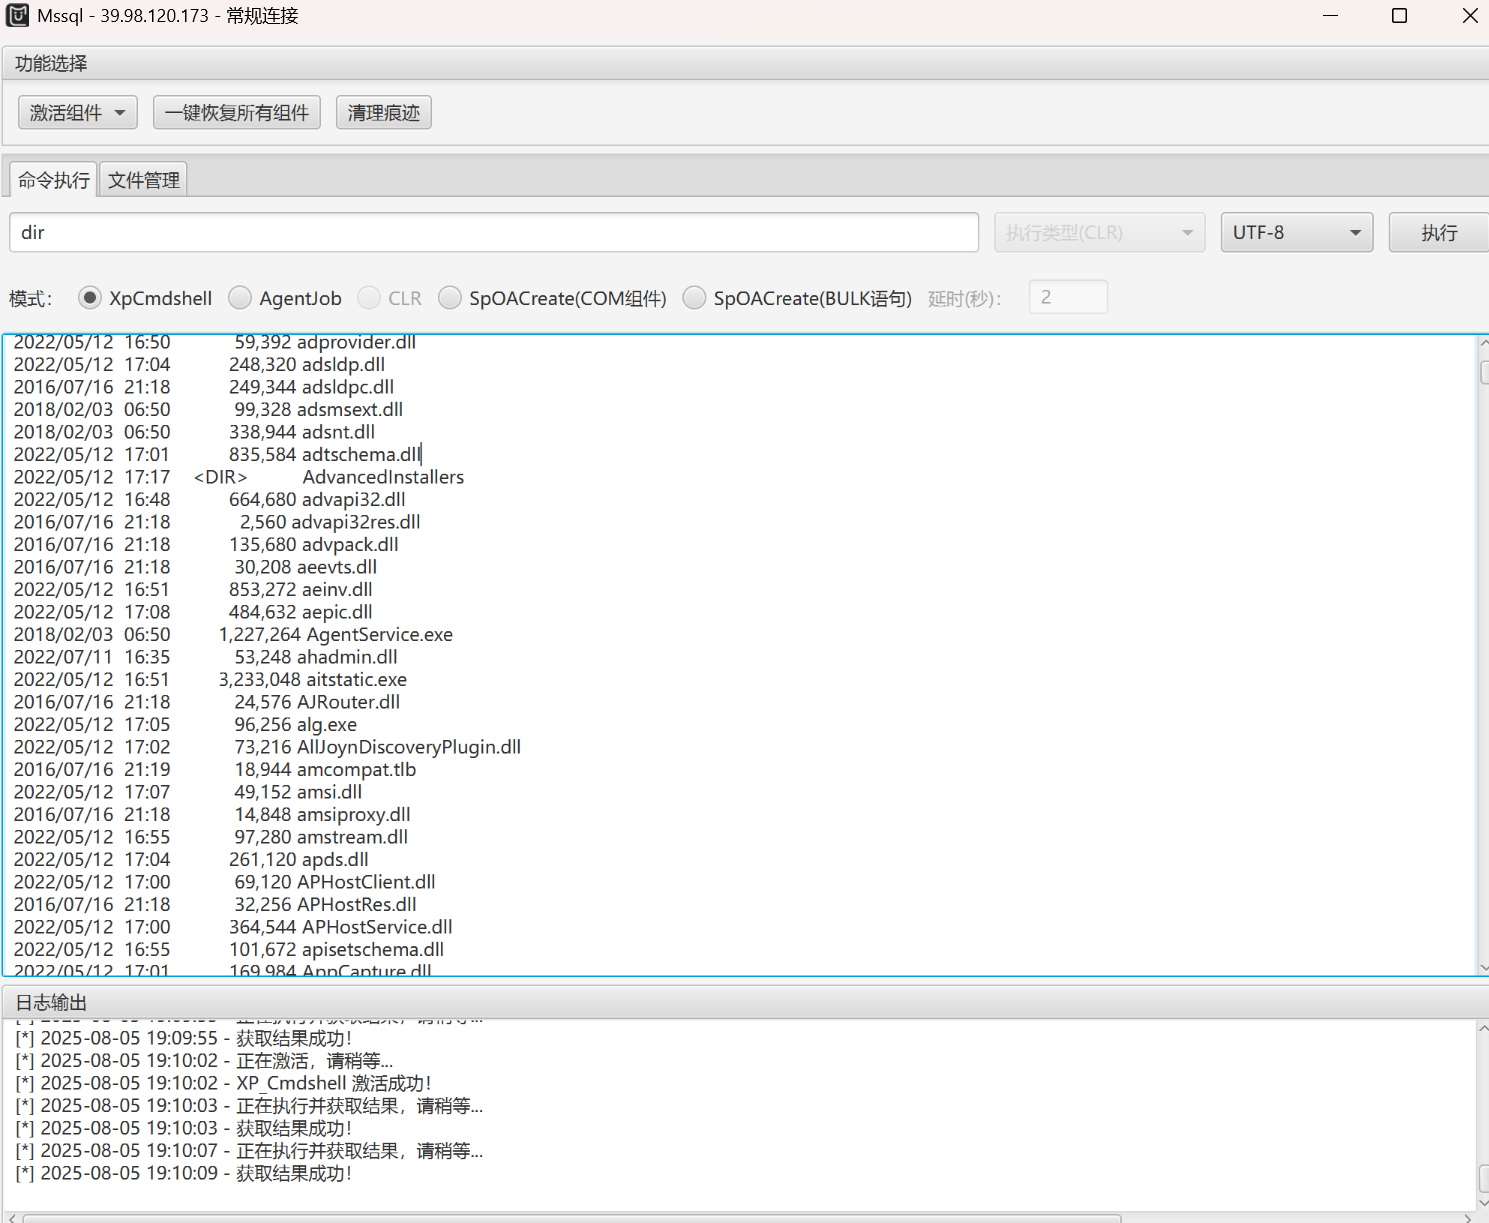 Mssql - 39.98.120.173 - 常规连接
功能选择
激活组件 一键恢复所有组件 清理痕迹
命令执行 文件管理
dir 执行类型(CLR) UTF-8 执行
模式： XpCmdshell AgentJob CLR SpOACreate(COM组件) SpOACreate(BULK语句) 延时(秒)： 2
2022/05/12 16:50 59,392 adprovider.dll
2022/05/12 17:04 248,320 adsldp.dll
2016/07/16 21:18 249,344 adsldpc.dll
2018/02/03 06:50 99,328 adsmsext.dll
2018/02/03 06:50 338,944 adsnt.dll
2022/05/12 17:01 835,584 adtschema.dll
2022/05/12 17:17 <DIR> AdvancedInstallers
2022/05/12 16:48 664,680 advapi32.dll
2016/07/16 21:18 2,560 advapi32res.dll
2016/07/16 21:18 135,680 advpack.dll
2016/07/16 21:18 30,208 aeevts.dll
2022/05/12 16:51 853,272 aeinv.dll
2022/05/12 17:08 484,632 aepic.dll
2018/02/03 06:50 1,227,264 AgentService.exe
2022/07/11 16:35 53,248 ahadmin.dll
2022/05/12 16:51 3,233,048 aitstatic.exe
2016/07/16 21:18 24,576 AJRouter.dll
2022/05/12 17:05 96,256 alg.exe
2022/05/12 17:02 73,216 AllJoynDiscoveryPlugin.dll
2016/07/16 21:19 18,944 amcompat.tlb
2022/05/12 17:07 49,152 amsi.dll
2016/07/16 21:18 14,848 amsiproxy.dll
2022/05/12 16:55 97,280 amstream.dll
2022/05/12 17:04 261,120 apds.dll
2022/05/12 17:00 69,120 APHostClient.dll
2016/07/16 21:18 32,256 APHostRes.dll
2022/05/12 17:00 364,544 APHostService.dll
2022/05/12 16:55 101,672 apisetschema.dll
2022/05/12 17:01 169,984 AppCapture.dll
日志输出
[*] 2025-08-05 19:09:55 - 获取结果成功！
[*] 2025-08-05 19:10:02 - 正在激活，请稍等...
[*] 2025-08-05 19:10:02 - XP_Cmdshell 激活成功！
[*] 2025-08-05 19:10:03 - 正在执行并获取结果，请稍等...
[*] 2025-08-05 19:10:03 - 获取结果成功！
[*] 2025-08-05 19:10:07 - 正在执行并获取结果，请稍等...
[*] 2025-08-05 19:10:09 - 获取结果成功！